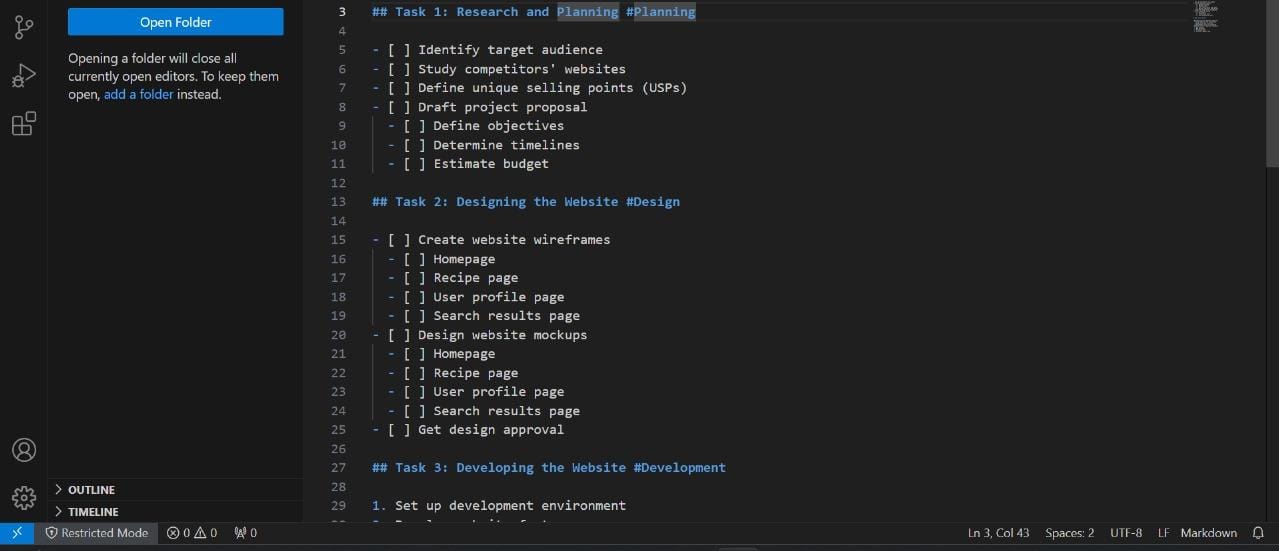 Open Folder
Opening a folder will close all
currently open editors. To keep them
open, add a folder instead.
OUTLINE
TIMELINE
3 ## Task 1: Research and Planning #Planning
4
5 - [ ] Identify target audience
6 - [ ] Study competitors' websites
7 - [ ] Define unique selling points (USPs)
8 - [ ] Draft project proposal
9 - [ ] Define objectives
10 - [ ] Determine timelines
11 - [ ] Estimate budget
12
13 ## Task 2: Designing the Website #Design
14
15 - [ ] Create website wireframes
16 - [ ] Homepage
17 - [ ] Recipe page
18 - [ ] User profile page
19 - [ ] Search results page
20 - [ ] Design website mockups
21 - [ ] Homepage
22 - [ ] Recipe page
23 - [ ] User profile page
24 - [ ] Search results page
25 - [ ] Get design approval
26
27 ## Task 3: Developing the Website #Development
28
29 1. Set up development environment
Restricted Mode 0 0 0 Ln 3, Col 43 Spaces: 2 UTF-8 LF Markdown